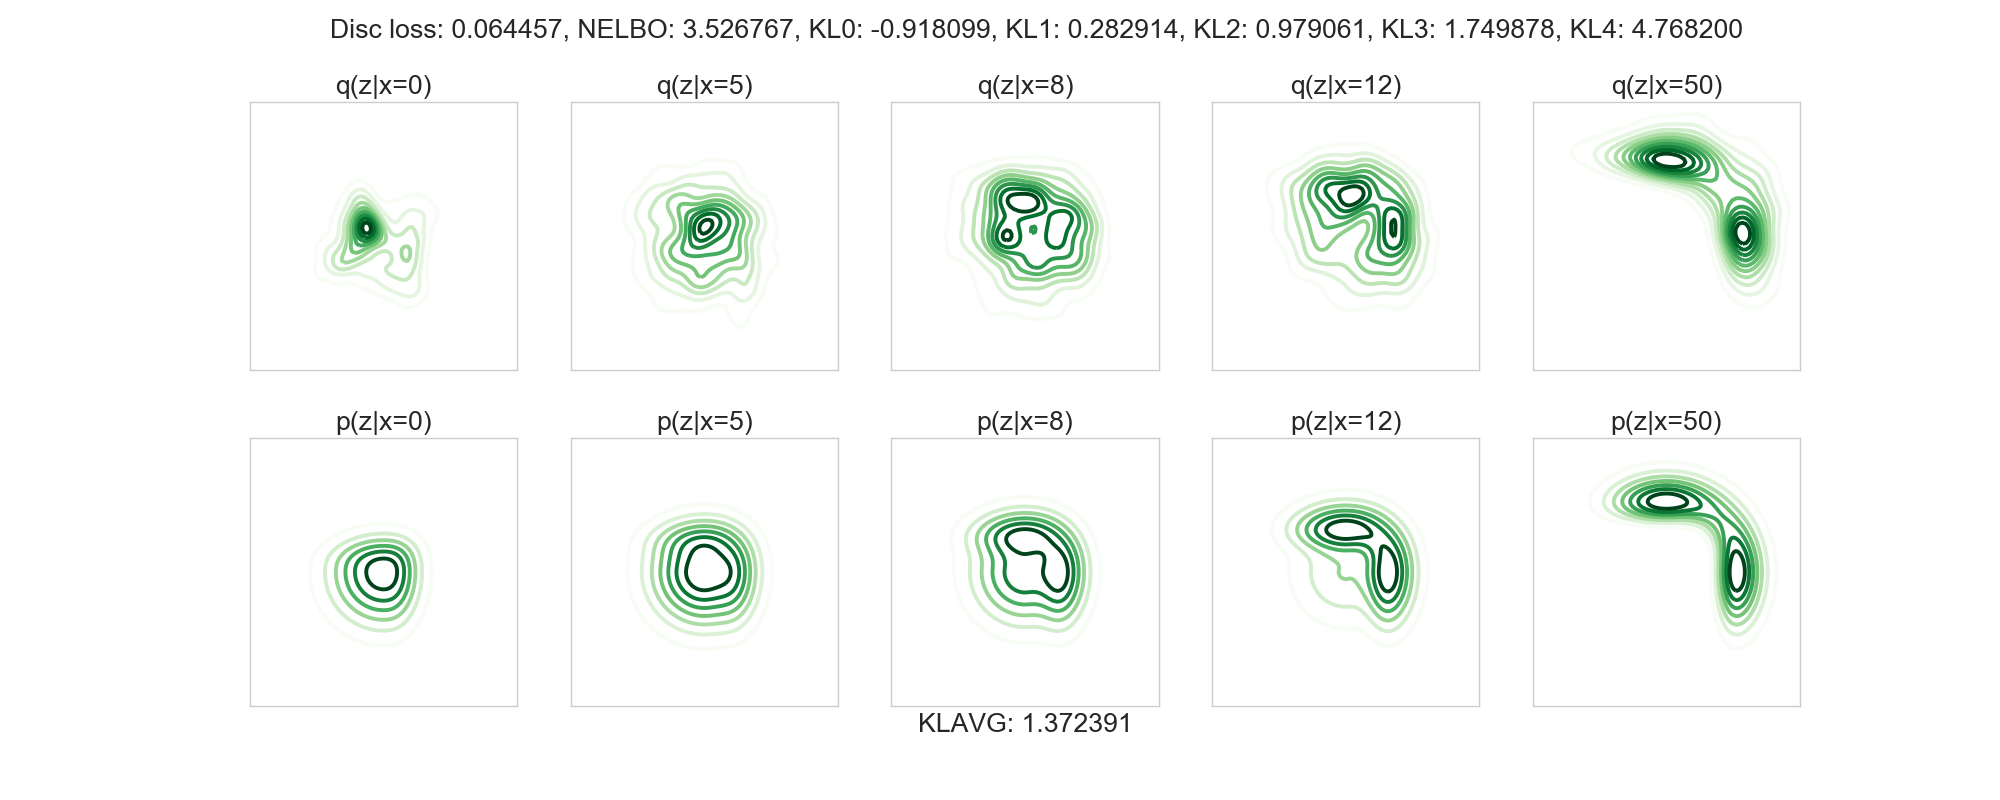 Disc loss: 0.064457, NELBO: 3.526767, KL0: -0.918099, KL1: 0.282914, KL2: 0.979061, KL3: 1.749878, KL4: 4.768200
q(z|x=0) q(z|x=5) q(z|x=8) q(z|x=12) q(z|x=50)
p(z|x=0) p(z|x=5) p(z|x=8) p(z|x=12) p(z|x=50)
KLAVG: 1.372391